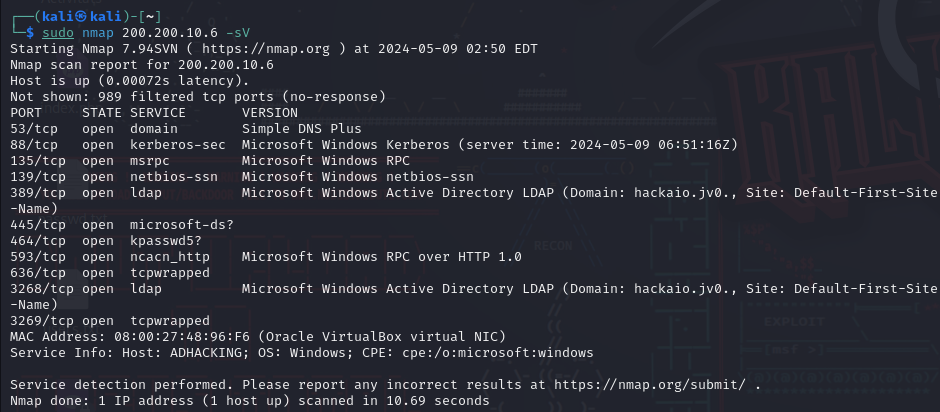 ┌──(kali㉿kali)-[~]
└─$ sudo nmap 200.200.10.6 -sV
Starting Nmap 7.94SVN ( https://nmap.org ) at 2024-05-09 02:50 EDT
Nmap scan report for 200.200.10.6
Host is up (0.00072s latency).
Not shown: 989 filtered tcp ports (no-response)
PORT     STATE SERVICE       VERSION
53/tcp   open  domain        Simple DNS Plus
88/tcp   open  kerberos-sec  Microsoft Windows Kerberos (server time: 2024-05-09 06:51:16Z)
135/tcp  open  msrpc         Microsoft Windows RPC
139/tcp  open  netbios-ssn   Microsoft Windows netbios-ssn
389/tcp  open  ldap          Microsoft Windows Active Directory LDAP (Domain: hackaio.jv0., Site: Default-First-Site
-Name)
445/tcp  open  microsoft-ds?
464/tcp  open  kpasswd5?
593/tcp  open  ncacn_http    Microsoft Windows RPC over HTTP 1.0
636/tcp  open  tcpwrapped
3268/tcp open  ldap          Microsoft Windows Active Directory LDAP (Domain: hackaio.jv0., Site: Default-First-Site
-Name)
3269/tcp open  tcpwrapped
MAC Address: 08:00:27:48:96:F6 (Oracle VirtualBox virtual NIC)
Service Info: Host: ADHACKING; OS: Windows; CPE: cpe:/o:microsoft:windows

Service detection performed. Please report any incorrect results at https://nmap.org/submit/ .
Nmap done: 1 IP address (1 host up) scanned in 10.69 seconds
RECON
EXPLOIT